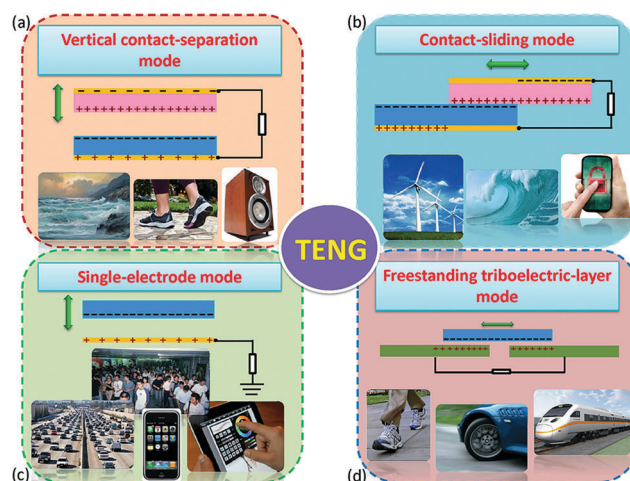 (a)
Vertical contact-separation
mode
(b)
Contact-sliding mode
TENG
Single-electrode mode
(c)
Freestanding triboelectric-layer
mode
(d)